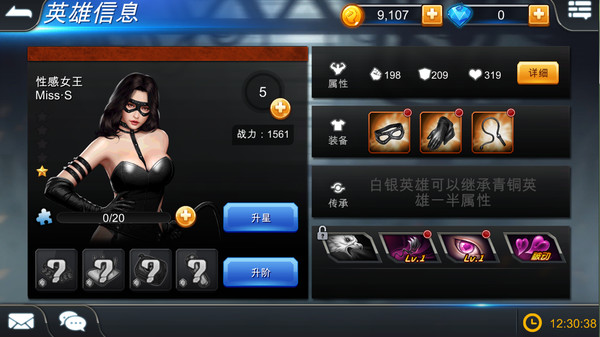 英雄信息
9,107
0
性感女王
Miss·S
5
战力：1561
0/20
升星
升阶
属性
198
209
319
详细
装备
传承
白银英雄可以继承青铜英
雄一半属性
Lv.1
Lv.1
被动
12:30:38